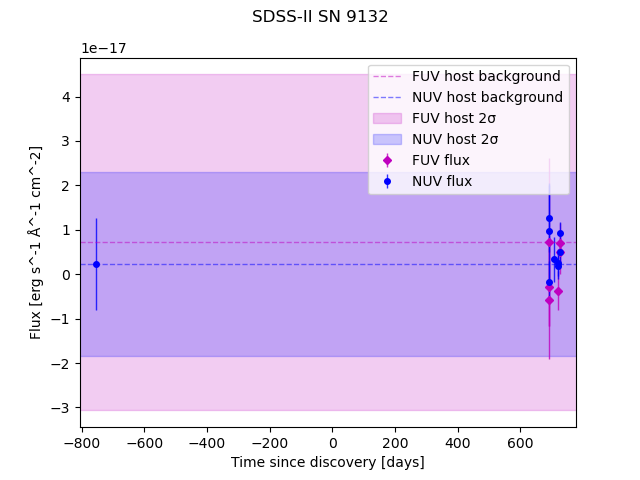 SDSS-II SN 9132
1e−17
FUV host background
NUV host background
FUV host 2σ
NUV host 2σ
FUV flux
NUV flux
4
3
2
1
0
−1
−2
−3
Flux [erg s^-1 Å^-1 cm^-2]
−800 −600 −400 −200 0 200 400 600
Time since discovery [days]